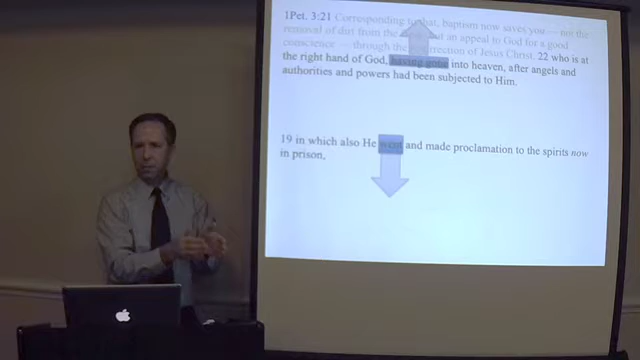 1Pet. 3:21 Corresponding to that, baptism now saves you — not the
removal of dirt from the but an appeal to God for a good
conscience — through the resurrection of Jesus Christ. 22 who is at
the right hand of God, having gone into heaven, after angels and
authorities and powers had been subjected to Him.
19 in which also He went and made proclamation to the spirits now
in prison,